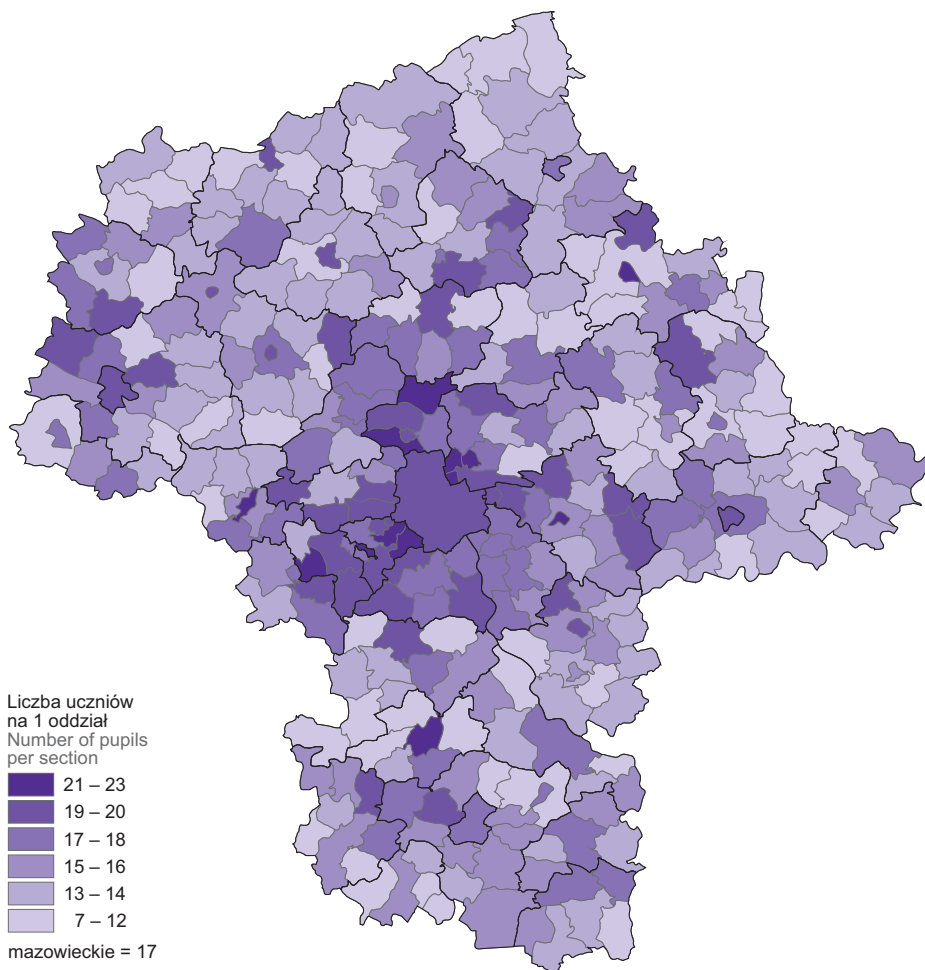 Liczba uczniów
na 1 oddział
Number of pupils
per section
21 – 23
19 – 20
17 – 18
15 – 16
13 – 14
7 – 12
mazowieckie = 17